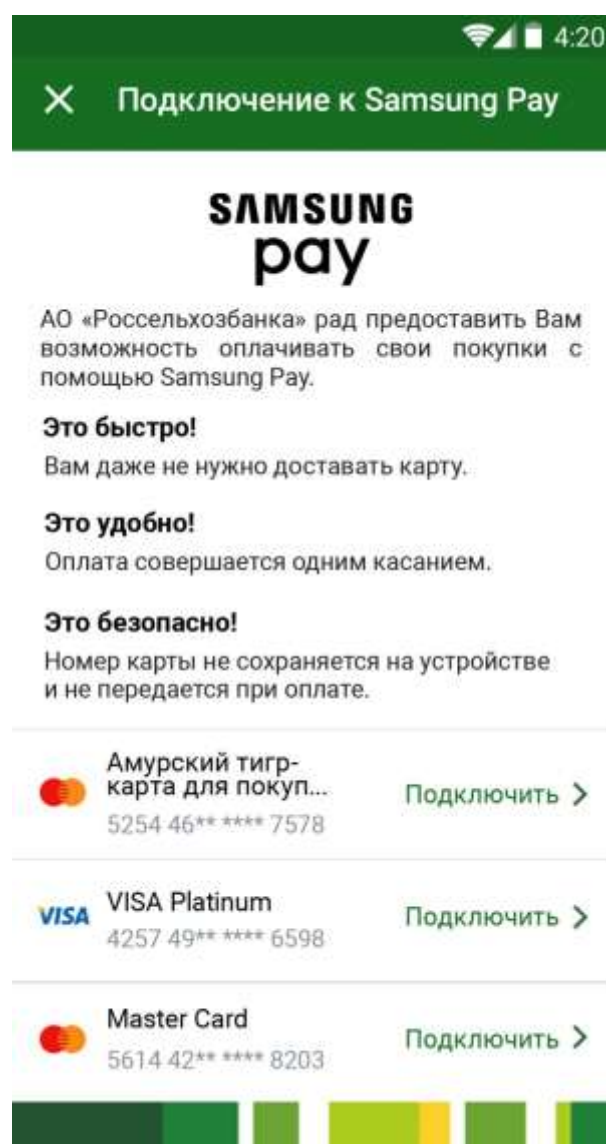 4:20
Подключение к Samsung Pay
SAMSUNG
pay
АО «Россельхозбанка» рад предоставить Вам
возможность оплачивать свои покупки с
помощью Samsung Pay.
Это быстро!
Вам даже не нужно доставать карту.
Это удобно!
Оплата совершается одним касанием.
Это безопасно!
Номер карты не сохраняется на устройстве
и не передается при оплате.
Амурский тигр-
карта для покуп...
Подключить
5254 46** **** 7578
VISA
VISA Platinum
Подключить
4257 49** **** 6598
Master Card
Подключить
5614 42** **** 8203